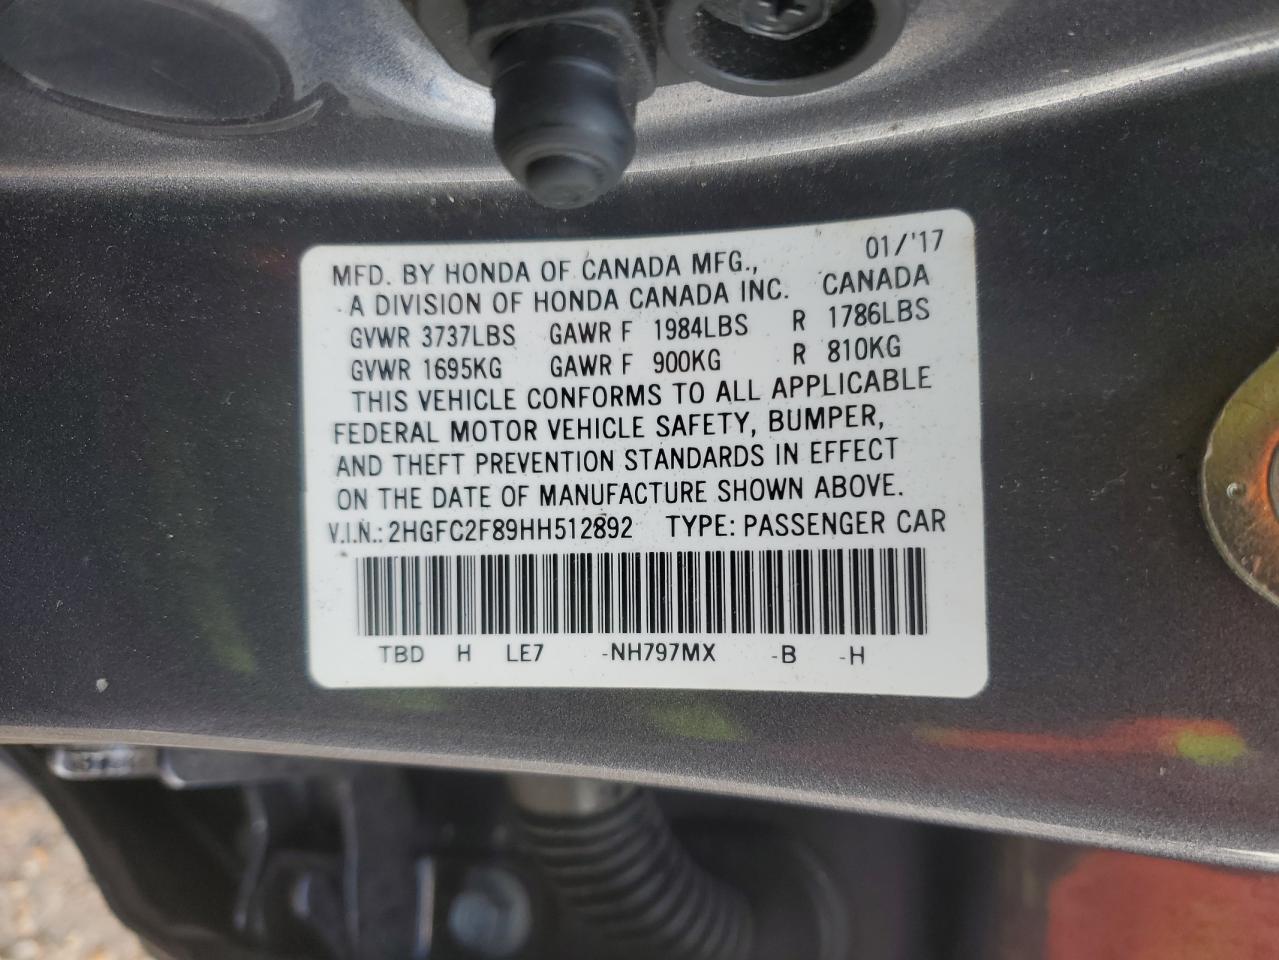 MFD. BY HONDA OF CANADA MFG., 01/'17
A DIVISION OF HONDA CANADA INC. CANADA
GVWR 3737LBS GAWR F 1984LBS R 1786LBS
GVWR 1695KG GAWR F 900KG R 810KG
THIS VEHICLE CONFORMS TO ALL APPLICABLE
FEDERAL MOTOR VEHICLE SAFETY, BUMPER,
AND THEFT PREVENTION STANDARDS IN EFFECT
ON THE DATE OF MANUFACTURE SHOWN ABOVE.
V.I.N.: 2HGFC2F89HH512892 TYPE: PASSENGER CAR
TBD H LE7 -NH797MX -B -H